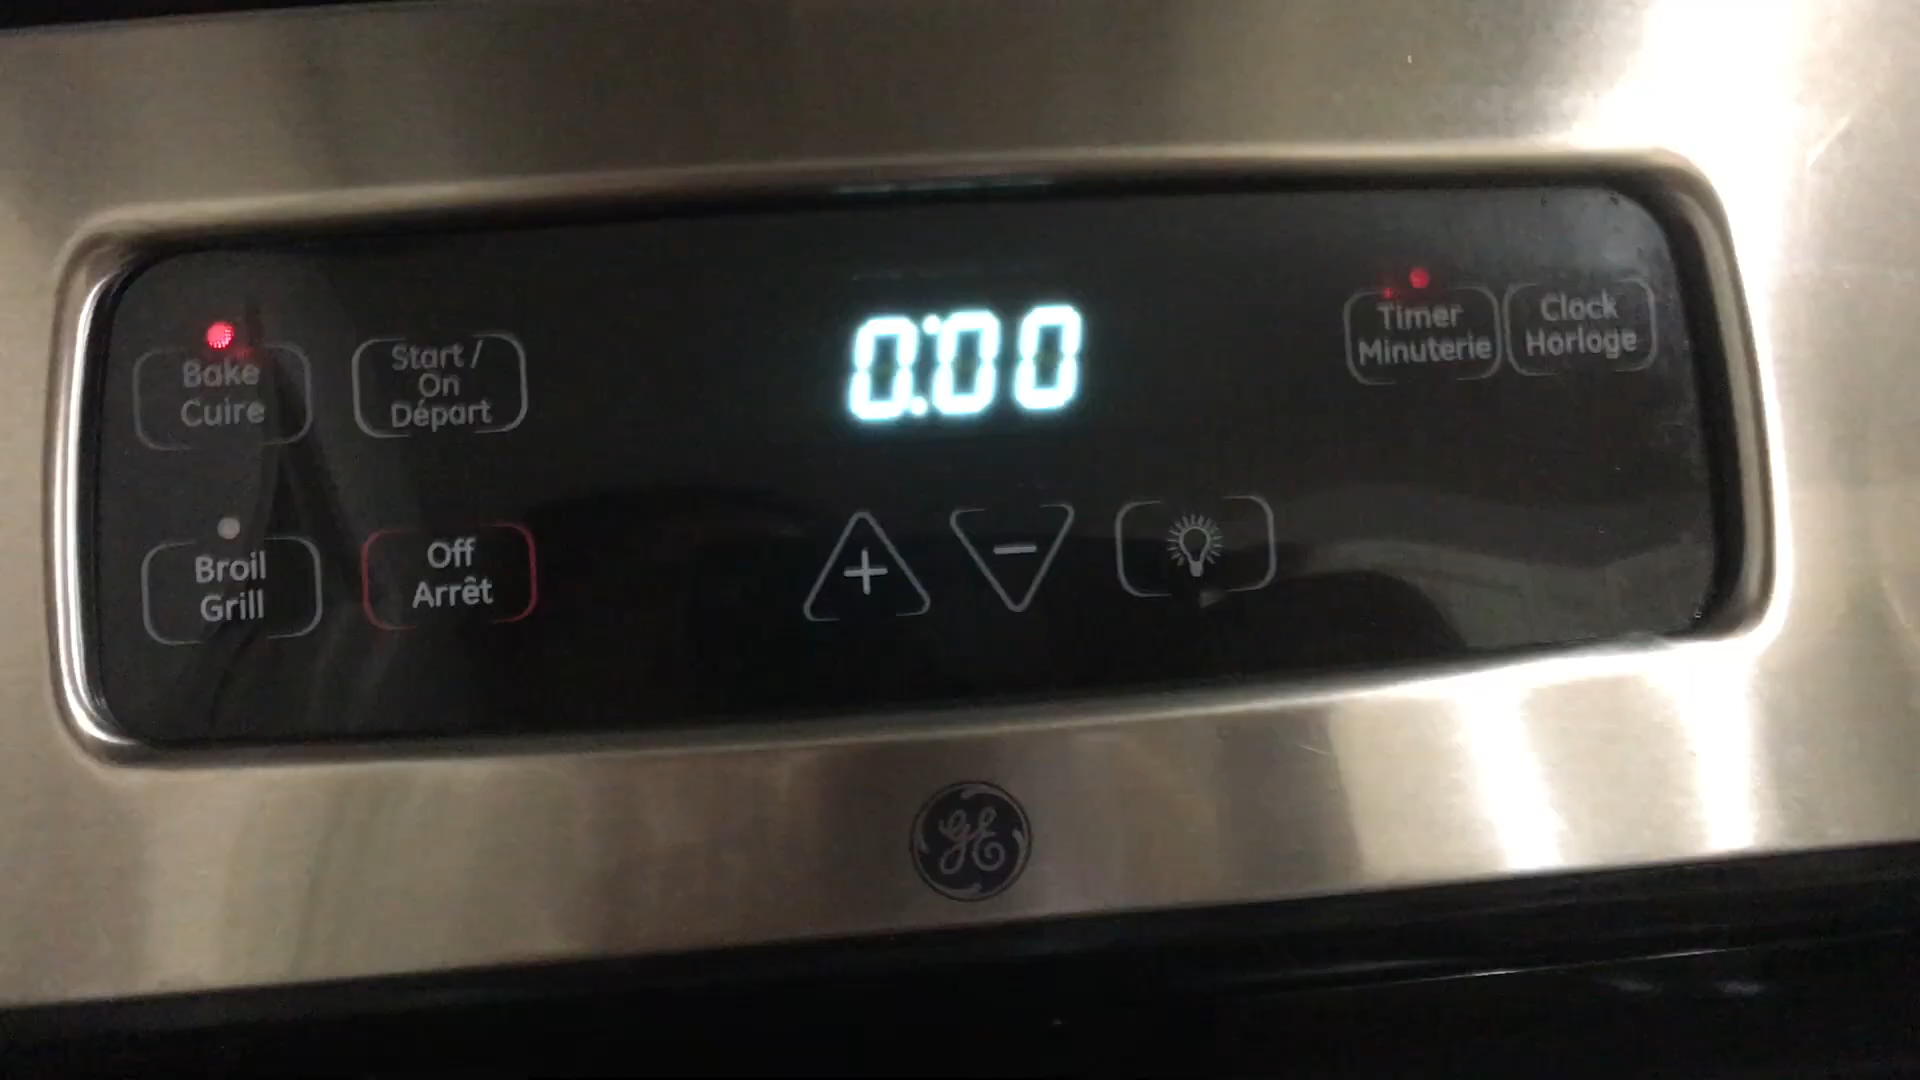 0:00
Timer
Minuterie
Clock
Horloge
Bake
Cuire
Start /
On
Départ
Broil
Grill
Off
Arrêt
+
−
GE